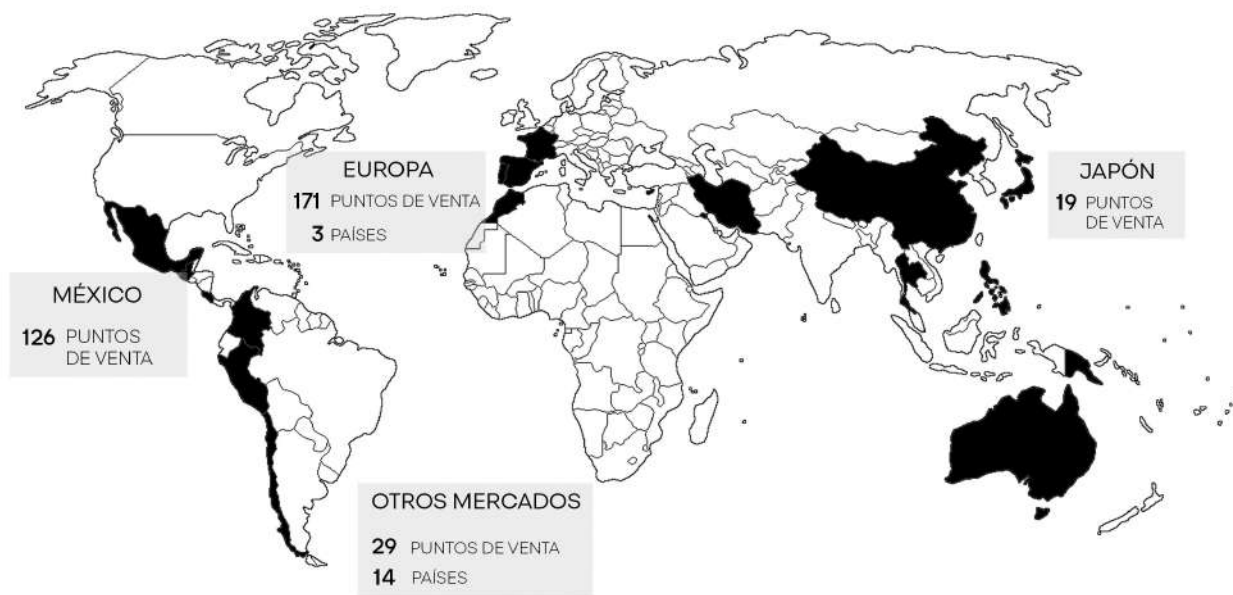 EUROPA
171 PUNTOS DE VENTA
3 PAÍSES
JAPÓN
19 PUNTOS
DE VENTA
MÉXICO
126 PUNTOS
DE VENTA
OTROS MERCADOS
29 PUNTOS DE VENTA
14 PAÍSES